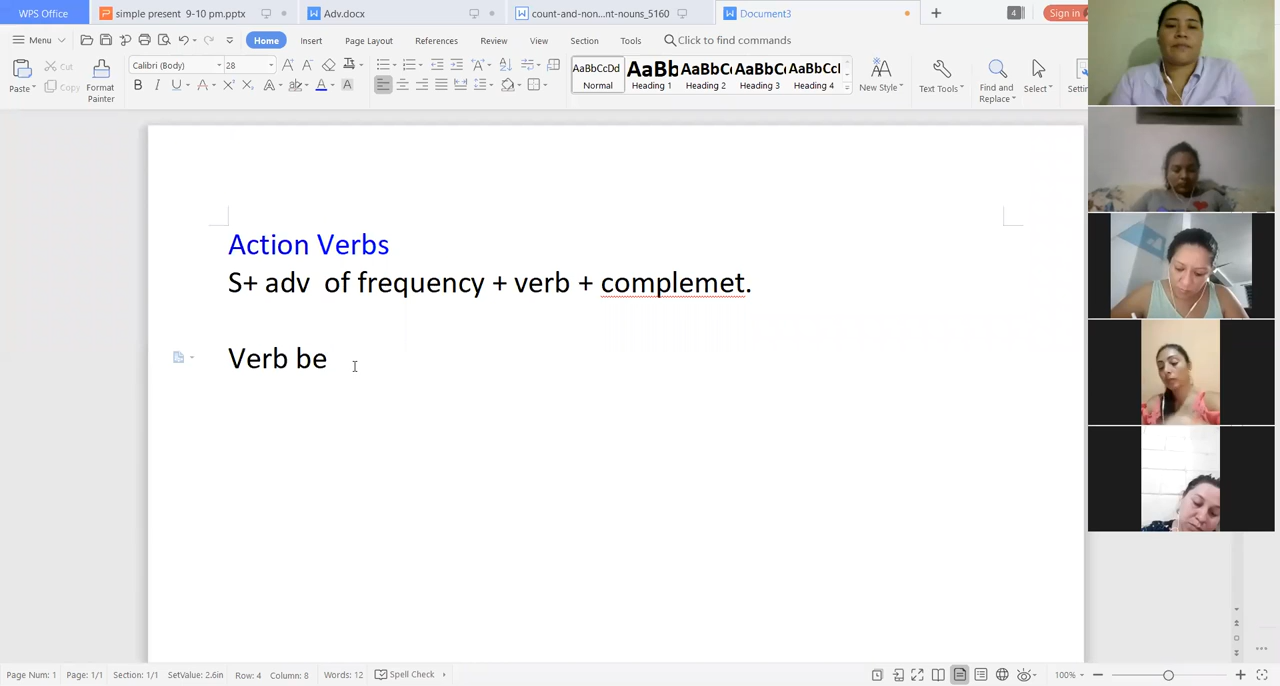 WPS Office simple present 9-10 pm.pptx Adv.docx count-and-non...nt-nouns_5160 Document3 4 Sign in
Menu Home Insert Page Layout References Review View Section Tools Click to find commands
Paste Cut Copy Format Painter Calibri (Body) 28 AaBbCcDd Normal AaBb Heading 1 AaBbC Heading 2 AaBbC Heading 3 AaBbCcI Heading 4 New Style Text Tools Find and Replace Select
Action Verbs
S+ adv of frequency + verb + complemet.
Verb be
Page Num: 1 Page: 1/1 Section: 1/1 SetValue: 2.6in Row: 4 Column: 8 Words: 12 Spell Check 100%